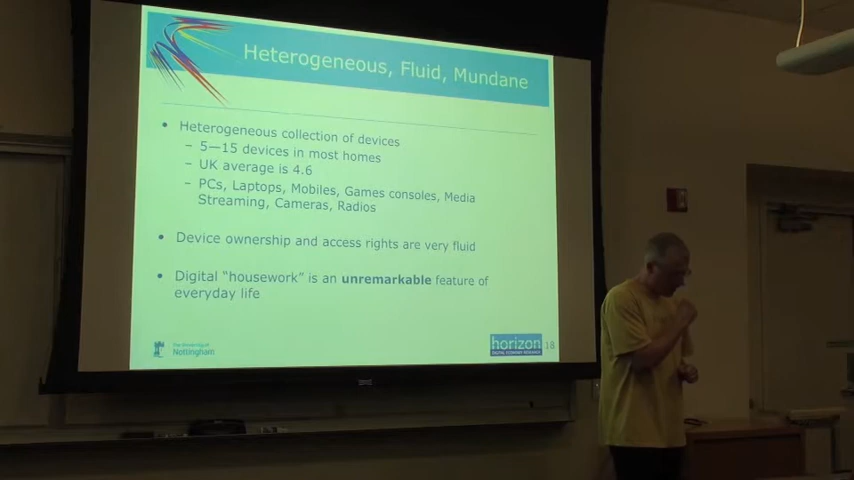 Heterogeneous, Fluid, Mundane
• Heterogeneous collection of devices
– 5—15 devices in most homes
– UK average is 4.6
– PCs, Laptops, Mobiles, Games consoles, Media
Streaming, Cameras, Radios
• Device ownership and access rights are very fluid
• Digital “housework” is an unremarkable feature of
everyday life
The University of
Nottingham
horizon
DIGITAL ECONOMY RESEARCH
18